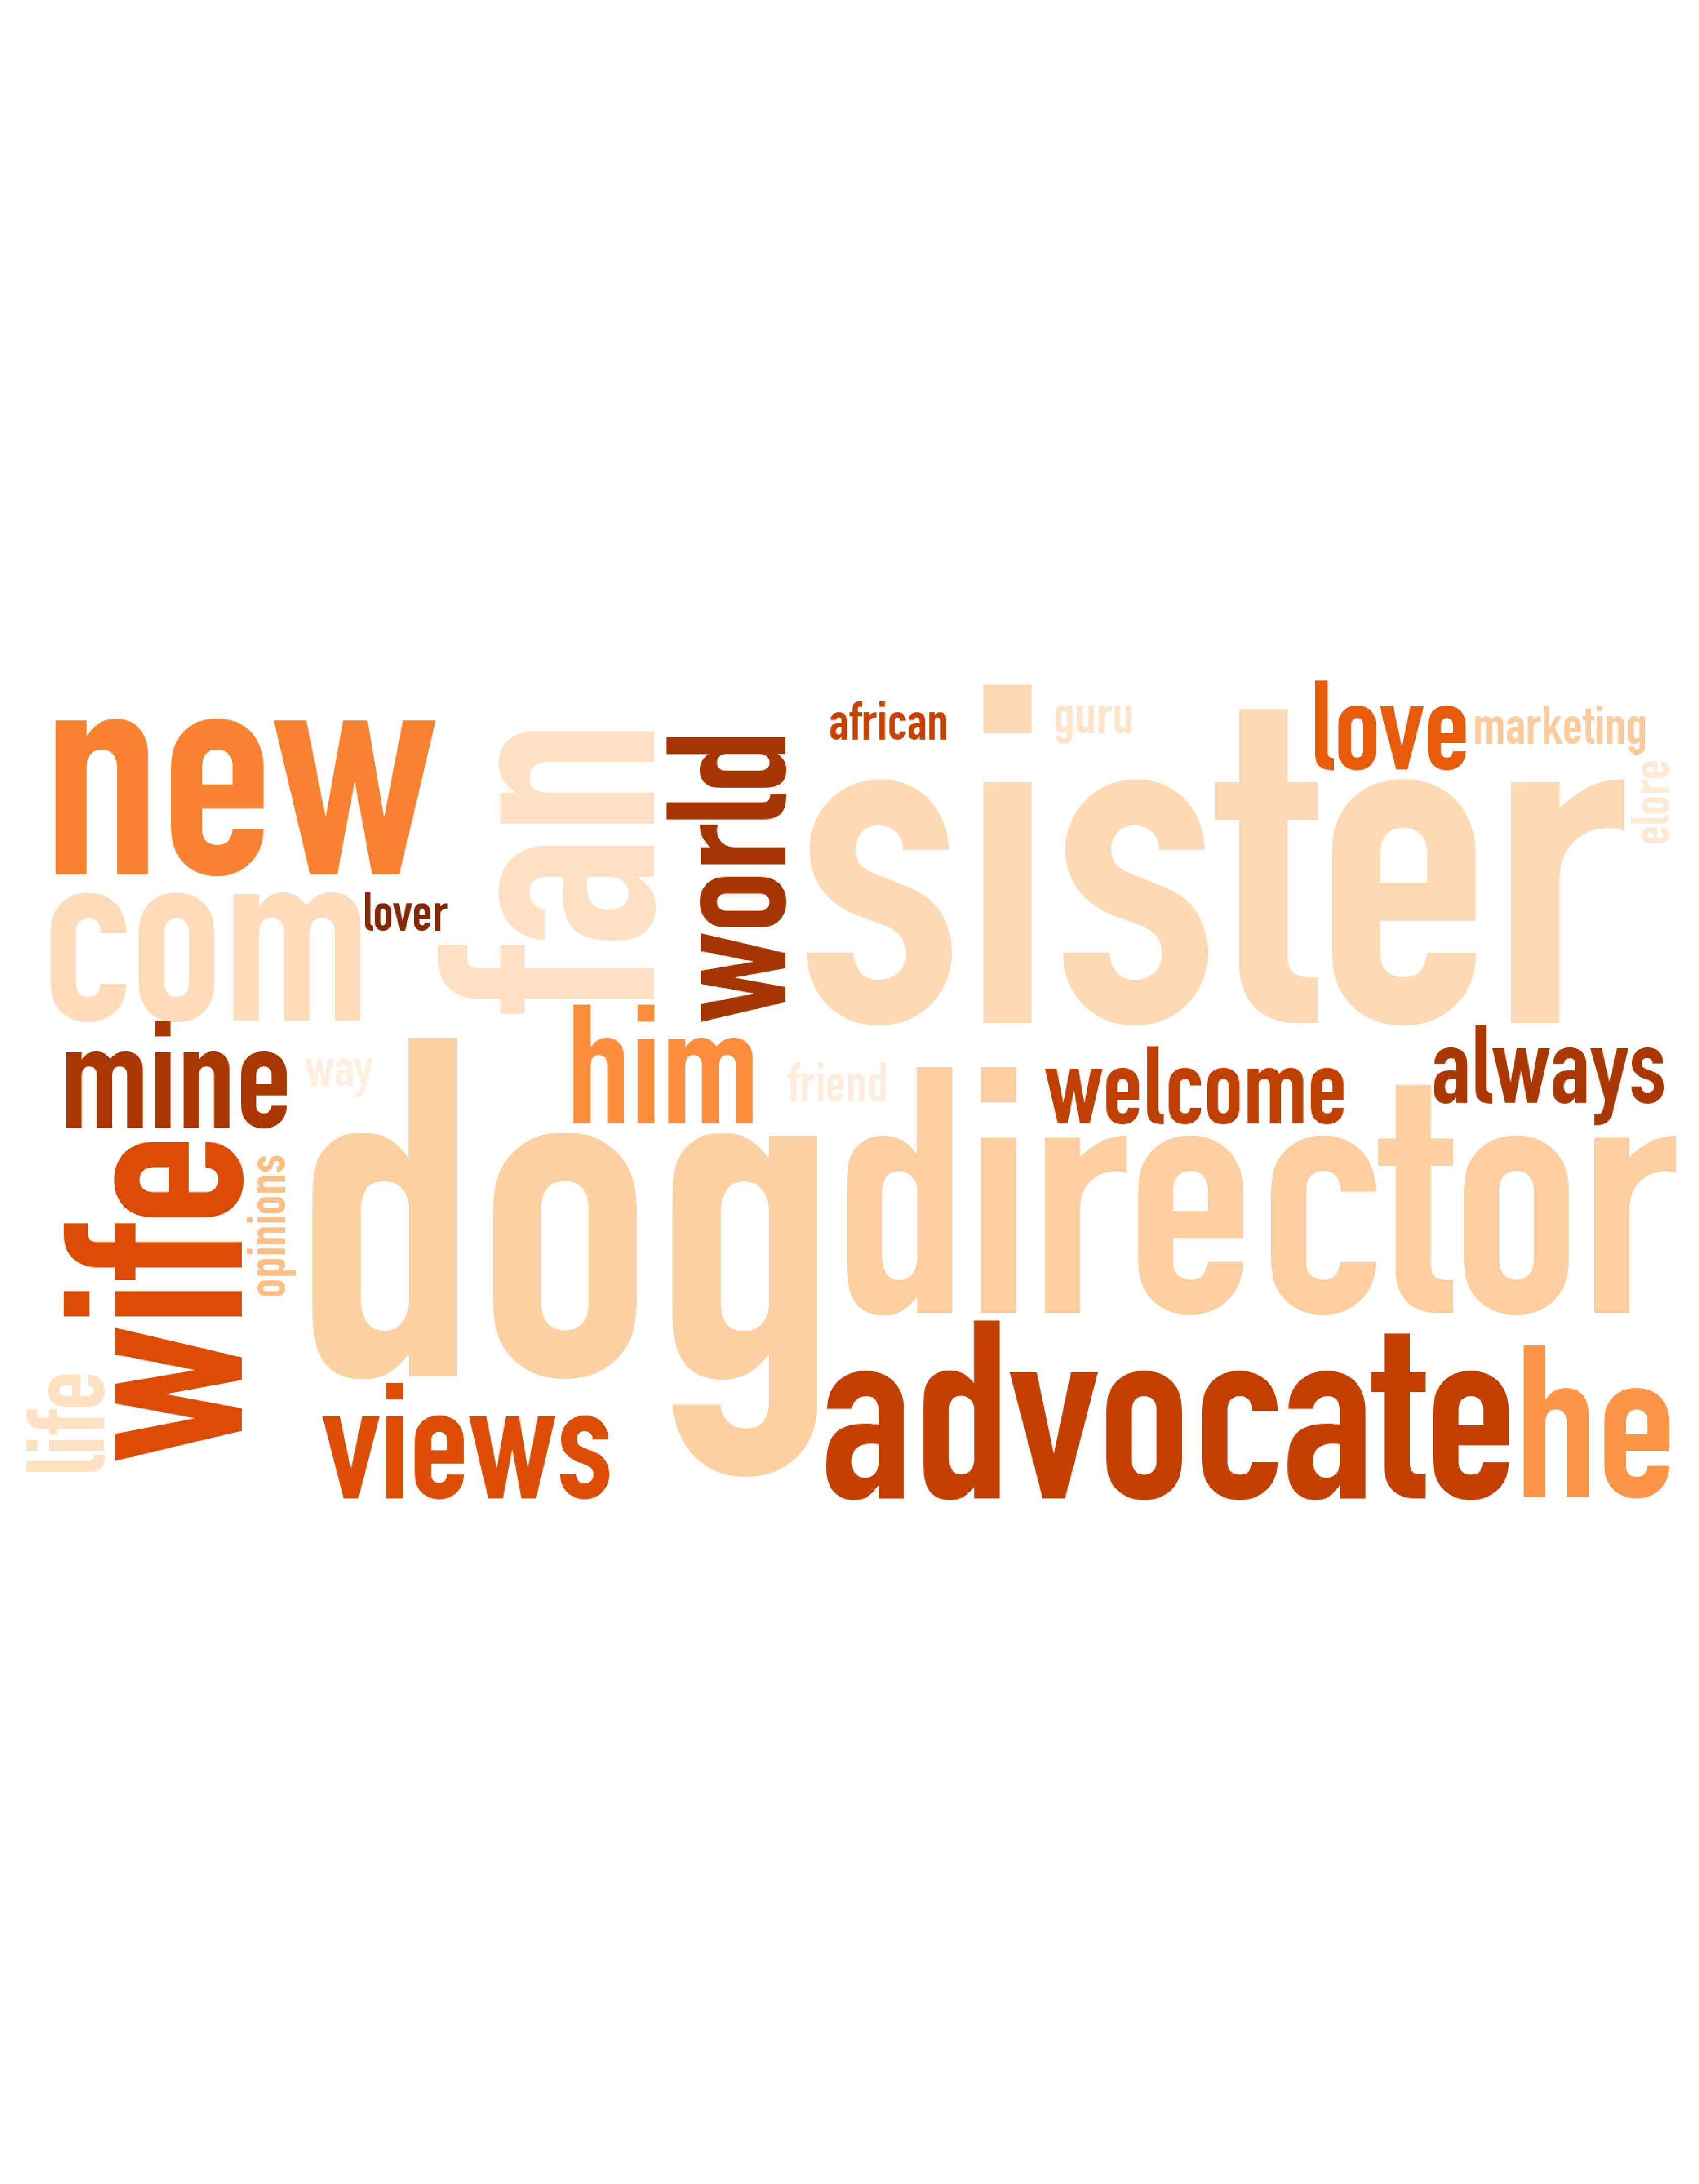 new
fan
world
african
guru
love
marketing
sister
elore
com
lover
mine
way
him
friend
welcome
always
wife
opinions
dog
director
life
views
advocate
he